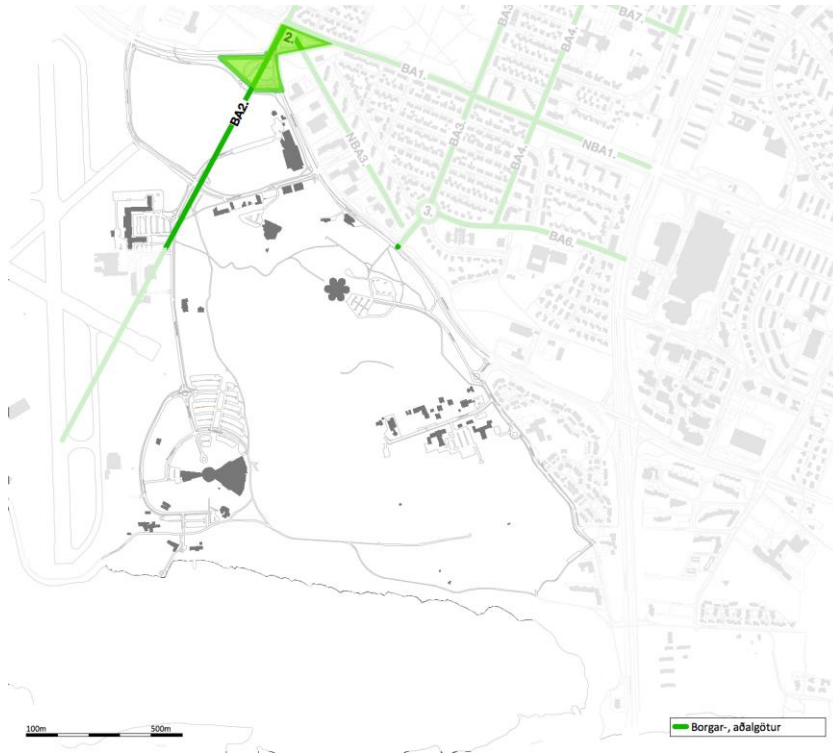 2.
BA3.
BA4.
BA7.
BA1.
BA2.
NBA3.
BA3.
BA4.
NBA1.
3.
BA6.
100m 500m
Borgar-, aðalgötur